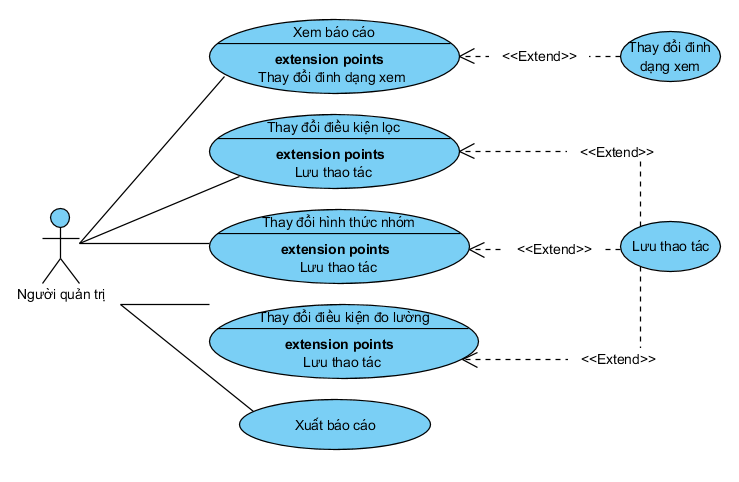 Xem báo cáo
extension points
Thay đổi đinh dạng xem
<<Extend>>
Thay đổi đinh
dạng xem
Thay đổi điều kiện lọc
extension points
Lưu thao tác
<<Extend>>
Thay đổi hình thức nhóm
extension points
Lưu thao tác
<<Extend>>
Lưu thao tác
Người quản trị
Thay đổi điều kiện đo lường
extension points
Lưu thao tác
<<Extend>>
Xuất báo cáo